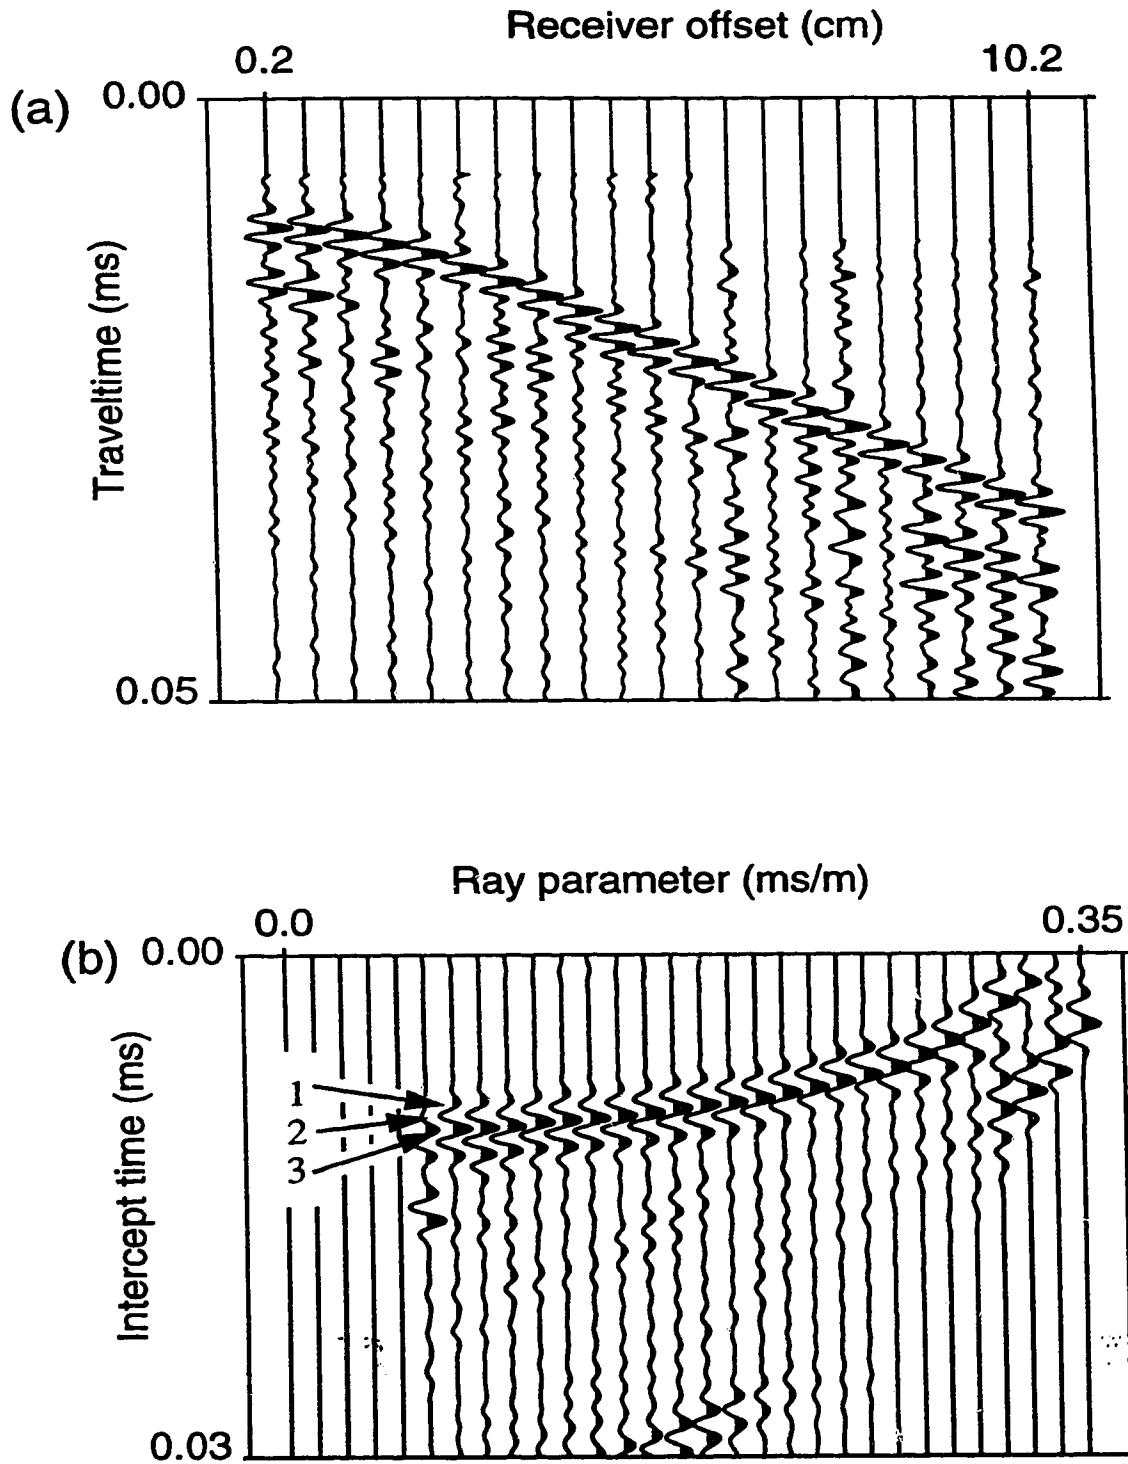 Receiver offset (cm)
0.2 10.2
(a) 0.00
Traveltime (ms)
0.05
Ray parameter (ms/m)
0.0 0.35
(b) 0.00
1
2
3
Intercept time (ms)
0.03